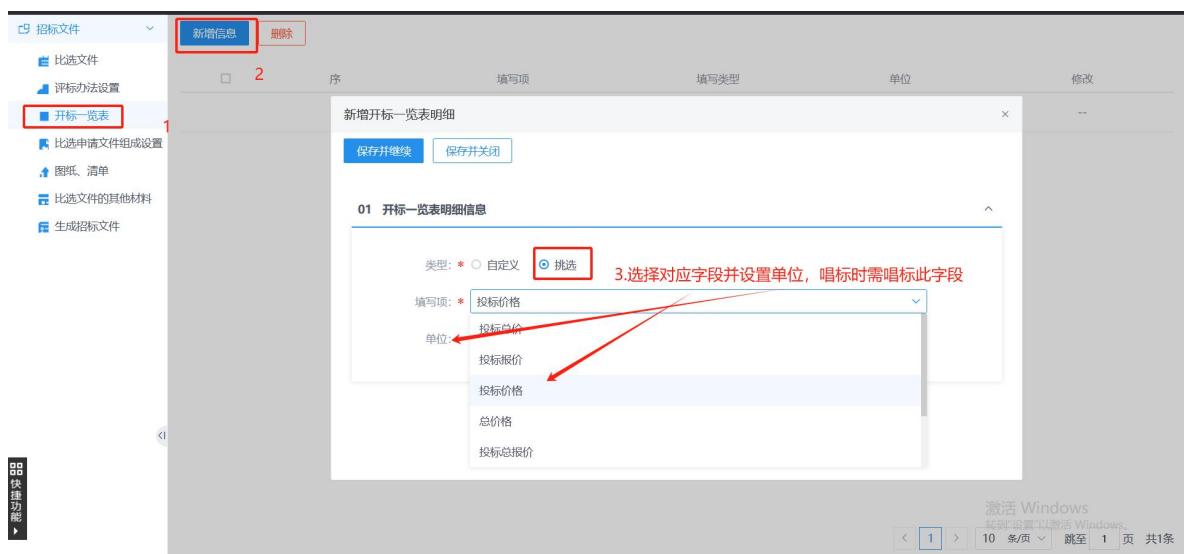 招标文件
比选文件
评标办法设置
开标一览表
1
比选申请文件组成设置
图纸、清单
比选文件的其他材料
生成招标文件
快捷功能
新增信息 删除
2
序 填写项 填写类型 单位 修改
--
新增开标一览表明细 ×
保存并继续 保存并关闭
01 开标一览表明细信息
类型: * 自定义 挑选
3.选择对应字段并设置单位，唱标时需唱标此字段
填写项: * 投标价格
单位:
投标总价
投标报价
投标价格
总价格
投标总报价
激活 Windows
转到"设置"以激活 Windows。
< 1 > 10 条/页 跳至 1 页 共1条